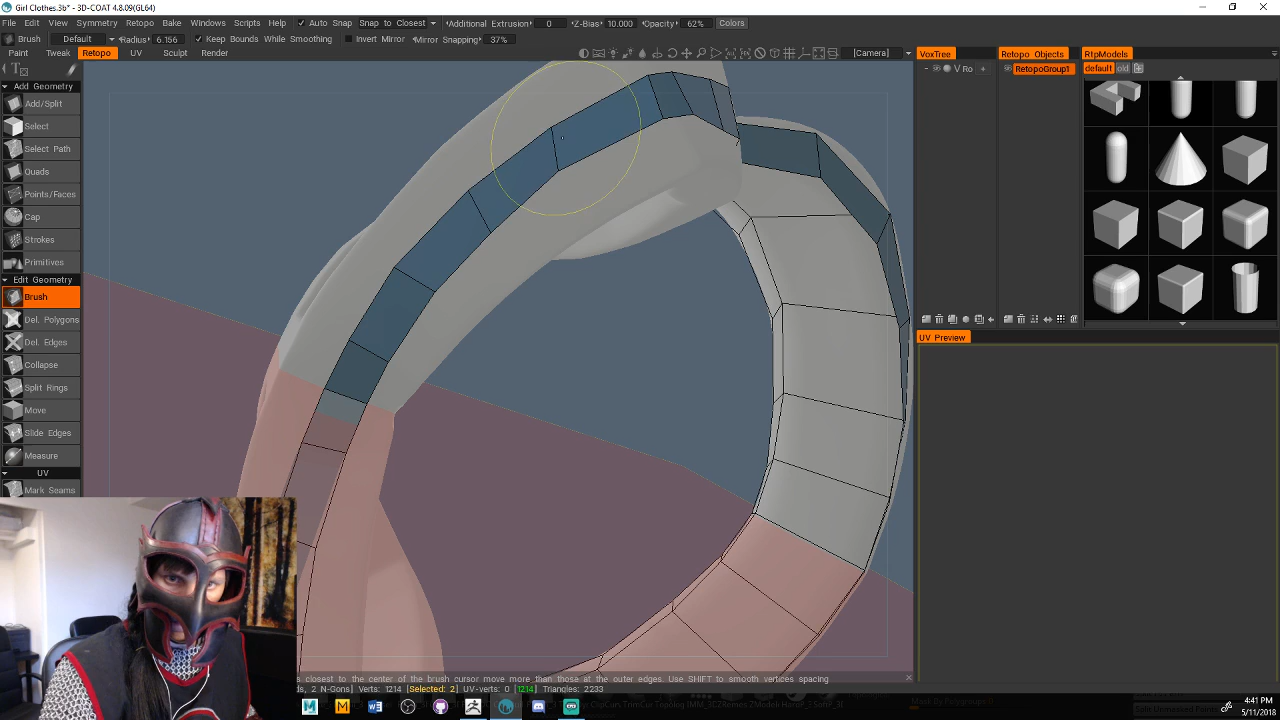 Girl Clothes.3b* - 3D-COAT 4.8.09(GL64)
File Edit View Symmetry Retopo Bake Windows Scripts Help Auto Snap Snap to Closest Additional Extrusion 0 Z-Bias 10.000 Opacity 62% Colors
Brush Default Radius 6.156 Keep Bounds While Smoothing Invert Mirror Mirror Snapping 37%
Paint Tweak Retopo UV Sculpt Render [Camera] VoxTree Retopo Objects RtpModels
V Ro + RetopoGroup1 default old
Add Geometry
Add/Split
Select
Select Path
Quads
Points/Faces
Cap
Strokes
Primitives
Edit Geometry
Brush
Del. Polygons
Del. Edges
Collapse
Split Rings
Move
Slide Edges
Measure
UV
Mark Seams
UV Preview
s closest to the center of the brush cursor move more than those at the outer edges. Use SHIFT to smooth vertices spacing
ds, 2 N-Gons] Verts: 1214 [Selected: 2] UV-verts: 0 [1214] Triangles: 2233
4:41 PM
5/11/2018